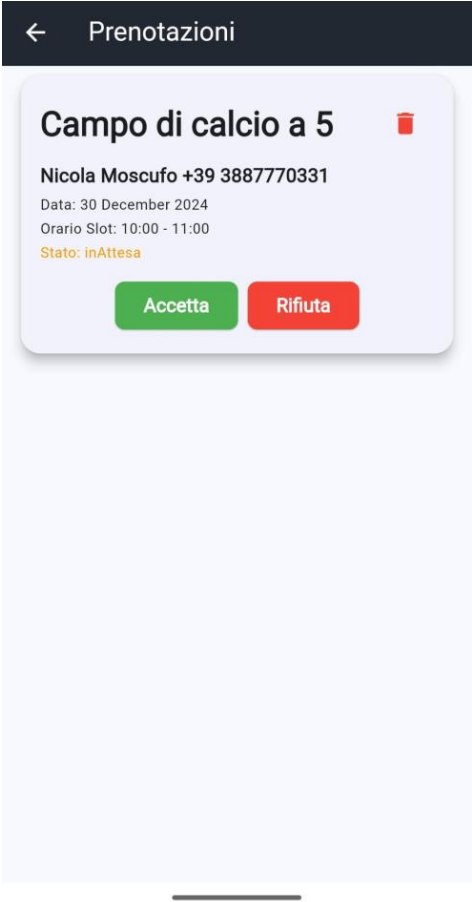 Prenotazioni
Campo di calcio a 5
Nicola Moscufo +39 3887770331
Data: 30 December 2024
Orario Slot: 10:00 - 11:00
Stato: inAttesa
Accetta Rifiuta